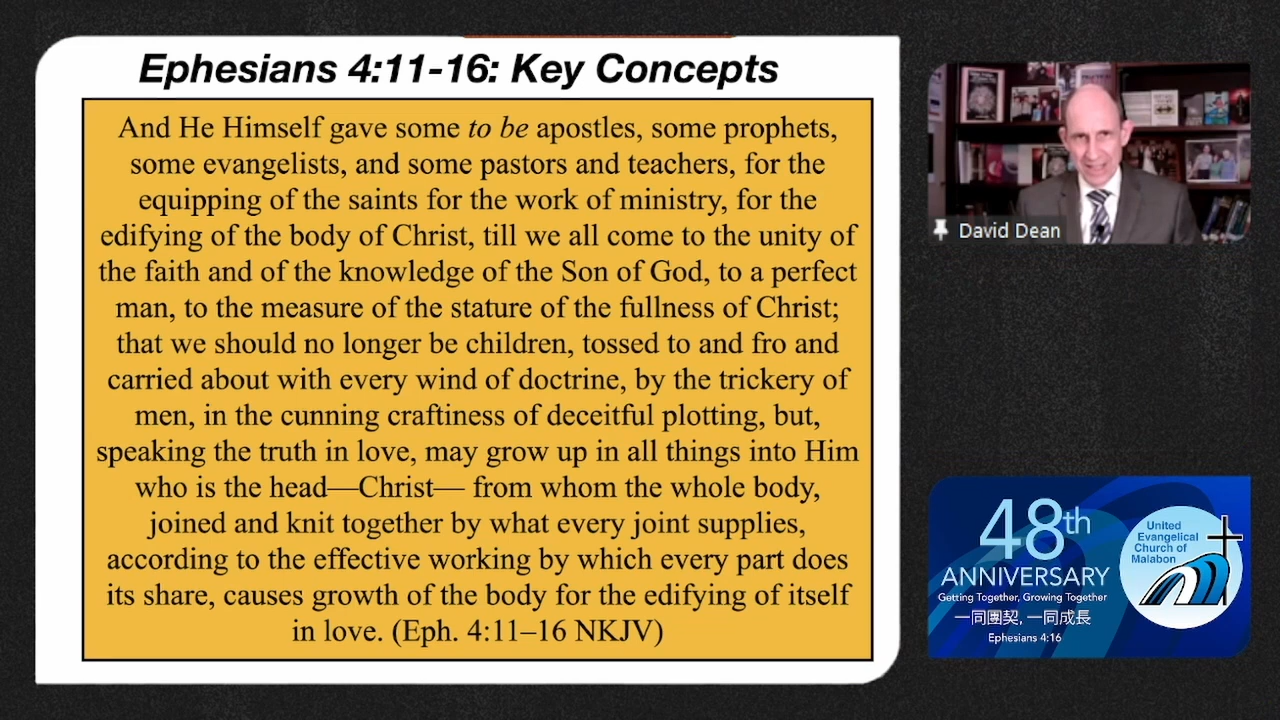 Ephesians 4:11-16: Key Concepts
And He Himself gave some to be apostles, some prophets,
some evangelists, and some pastors and teachers, for the
equipping of the saints for the work of ministry, for the
edifying of the body of Christ, till we all come to the unity of
the faith and of the knowledge of the Son of God, to a perfect
man, to the measure of the stature of the fullness of Christ;
that we should no longer be children, tossed to and fro and
carried about with every wind of doctrine, by the trickery of
men, in the cunning craftiness of deceitful plotting, but,
speaking the truth in love, may grow up in all things into Him
who is the head—Christ— from whom the whole body,
joined and knit together by what every joint supplies,
according to the effective working by which every part does
its share, causes growth of the body for the edifying of itself
in love. (Eph. 4:11–16 NKJV)
David Dean
48th
ANNIVERSARY
Getting Together, Growing Together
一同團契, 一同成長
Ephesians 4:16
United
Evangelical
Church of
Malabon